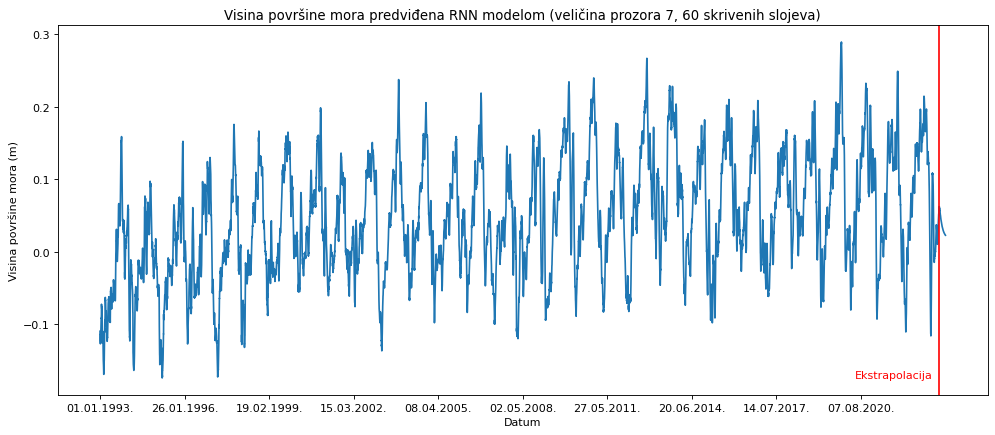 Visina površine mora predviđena RNN modelom (veličina prozora 7, 60 skrivenih slojeva)
Visina površine mora (m)
0.3
0.2
0.1
0.0
−0.1
Ekstrapolacija
01.01.1993. 26.01.1996. 19.02.1999. 15.03.2002. 08.04.2005. 02.05.2008. 27.05.2011. 20.06.2014. 14.07.2017. 07.08.2020.
Datum